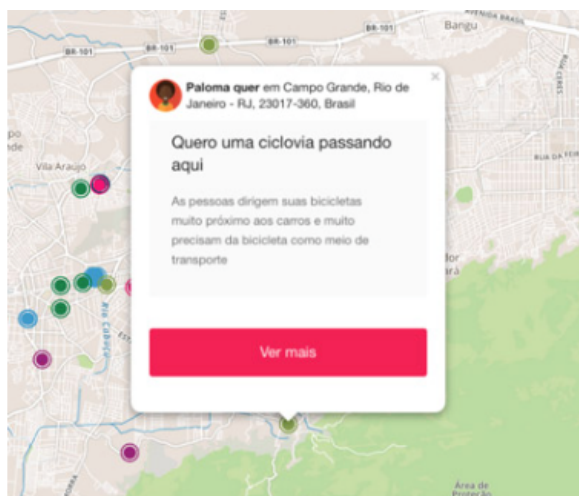 BR-101
BR-101
BR-101
AVENIDA BRASIL
Bangu
RUA CERES
Paloma quer em Campo Grande, Rio de
Janeiro - RJ, 23017-360, Brasil
×
Quero uma ciclovia passando
aqui
As pessoas dirigem suas bicicletas
muito próximo aos carros e muito
precisam da bicicleta como meio de
transporte
Ver mais
Vila Araújo
RUA DA FEIRA
Rio Cabuçu
Área de
Proteção